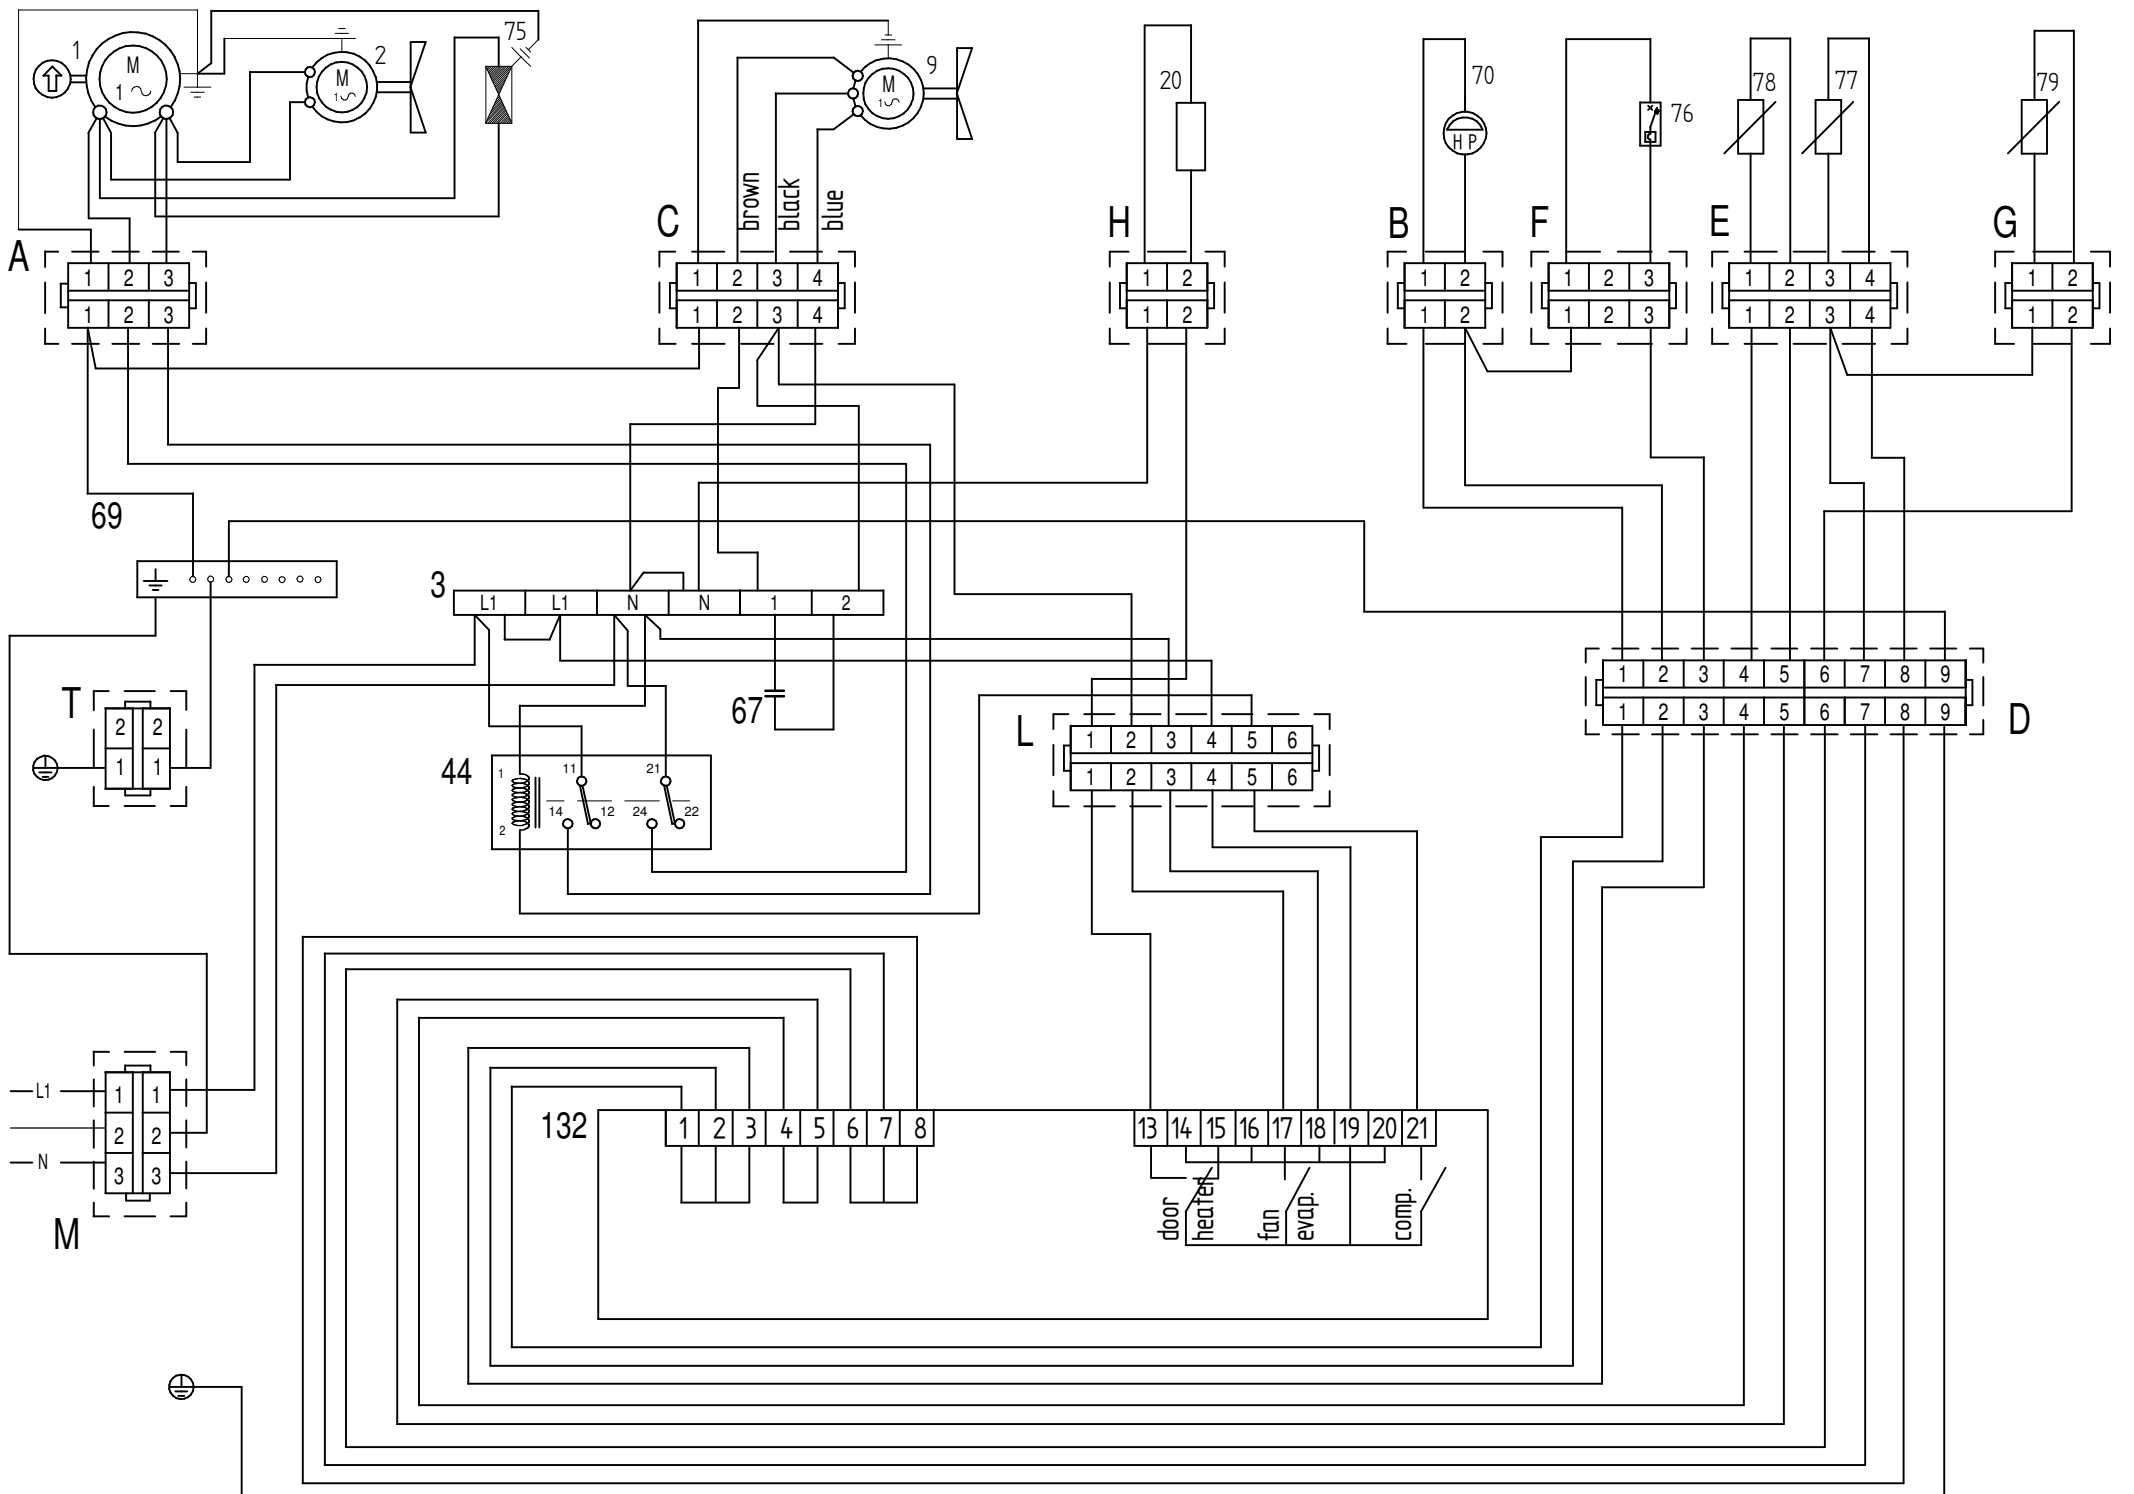 1 2 75 9 20 70 76 78 77 79
M M M
1 1 1
H P
brown black blue
A C H B F E G
1 2 3 1 2 3 4 1 2 1 2 1 2 3 1 2 3 4 1 2
1 2 3 1 2 3 4 1 2 1 2 1 2 3 1 2 3 4 1 2
69
3 L1 L1 N N 1 2
T
2 2
1 1
67
1 2 3 4 5 6 7 8 9
1 2 3 4 5 6 7 8 9
D
L
1 2 3 4 5 6
1 2 3 4 5 6
44
1 11 21
14 12 24 22
2
L1 1 1
2 2
N 3 3
M
132 1 2 3 4 5 6 7 8 13 14 15 16 17 18 19 20 21
door heater fan evap. comp.